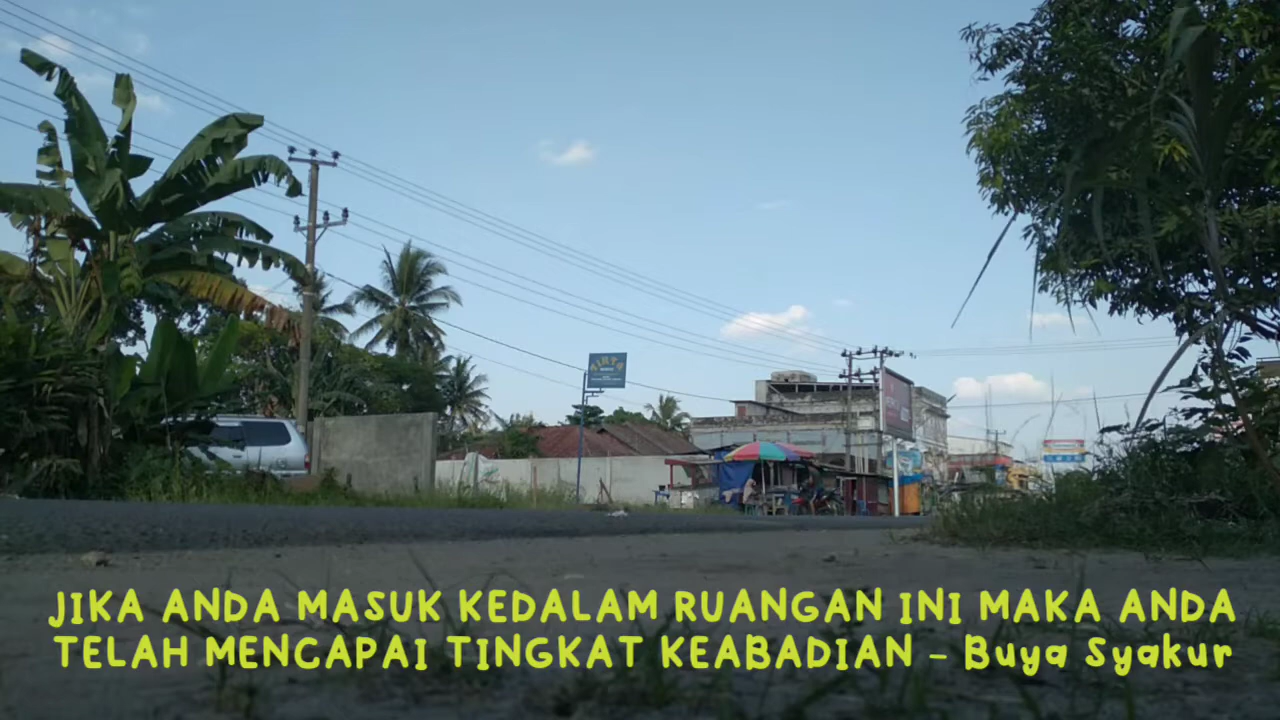 JIKA ANDA MASUK KEDALAM RUANGAN INI MAKA ANDA
TELAH MENCAPAI TINGKAT KEABADIAN - Buya Syakur